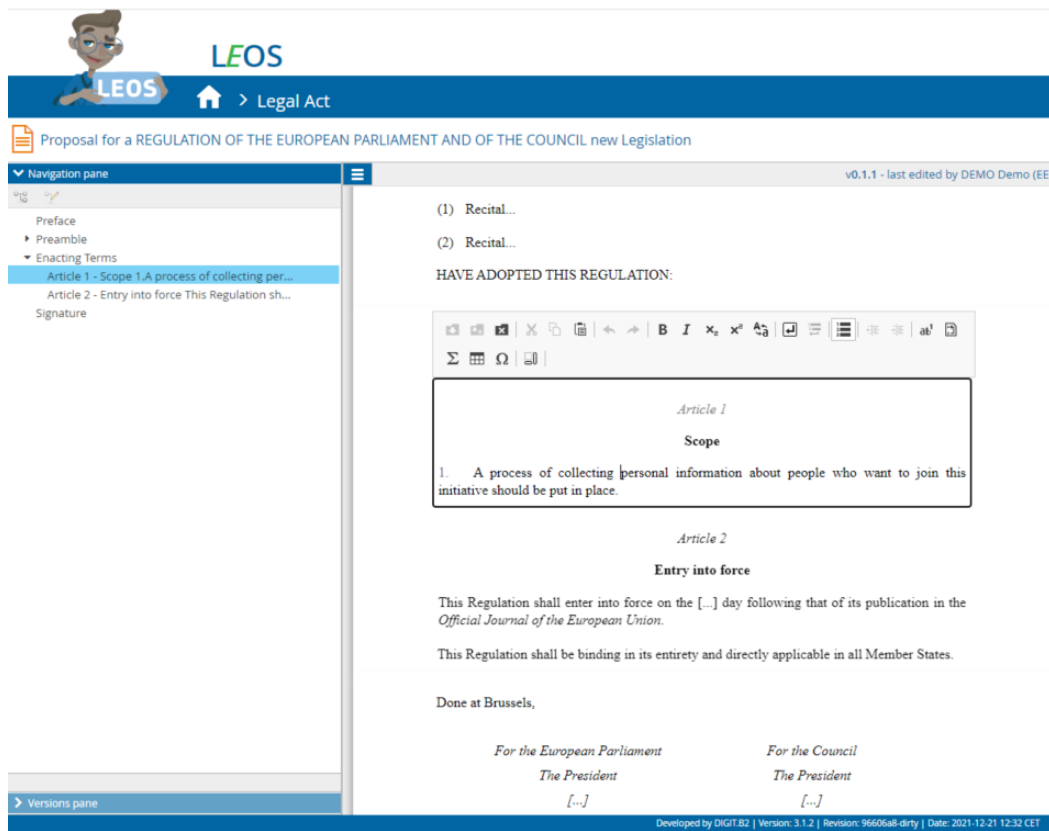 LEOS
LEOS
> Legal Act
Proposal for a REGULATION OF THE EUROPEAN PARLIAMENT AND OF THE COUNCIL new Legislation
Navigation pane
v0.1.1 - last edited by DEMO Demo (EE
Preface
Preamble
Enacting Terms
Article 1 - Scope 1.A process of collecting per...
Article 2 - Entry into force This Regulation sh...
Signature
(1) Recital...
(2) Recital...
HAVE ADOPTED THIS REGULATION:
B I x₂ x² Aa ab¹
Σ Ω
Article 1
Scope
1. A process of collecting personal information about people who want to join this
initiative should be put in place.
Article 2
Entry into force
This Regulation shall enter into force on the [...] day following that of its publication in the
Official Journal of the European Union.
This Regulation shall be binding in its entirety and directly applicable in all Member States.
Done at Brussels,
For the European Parliament For the Council
The President The President
[...] [...]
Versions pane
Developed by DIGIT.B2 | Version: 3.1.2 | Revision: 96606a8-dirty | Date: 2021-12-21 12:32 CET